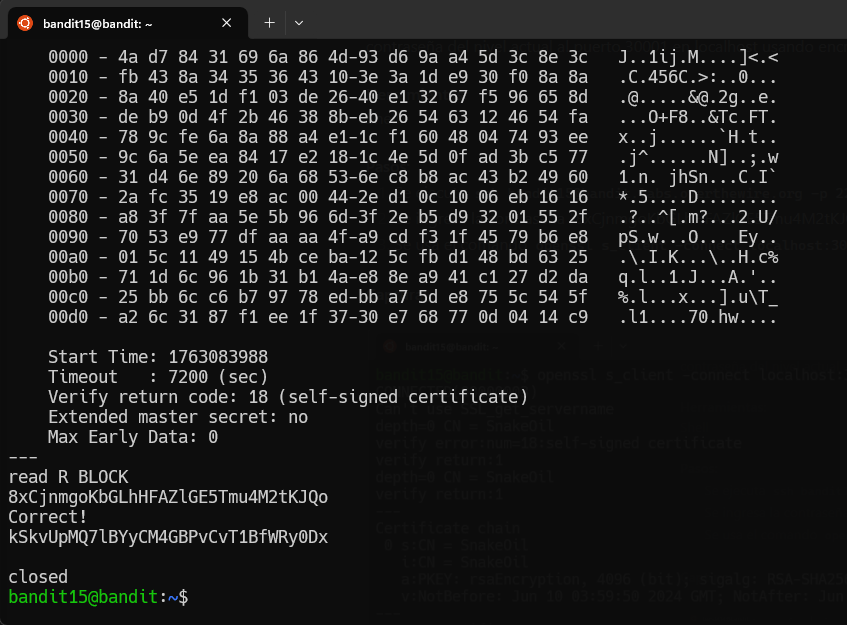 bandit15@bandit: ~
0000 - 4a d7 84 31 69 6a 86 4d-93 d6 9a a4 5d 3c 8e 3c   J..1ij.M....]<.<
0010 - fb 43 8a 34 35 36 43 10-3e 3a 1d e9 30 f0 8a 8a   .C.456C.>:..0...
0020 - 8a 40 e5 1d f1 03 de 26-40 e1 32 67 f5 96 65 8d   .@.....&@.2g..e.
0030 - de b9 0d 4f 2b 46 38 8b-eb 26 54 63 12 46 54 fa   ...O+F8..&Tc.FT.
0040 - 78 9c fe 6a 8a 88 a4 e1-1c f1 60 48 04 74 93 ee   x..j......`H.t..
0050 - 9c 6a 5e ea 84 17 e2 18-1c 4e 5d 0f ad 3b c5 77   .j^......N]..;.w
0060 - 31 d4 6e 89 20 6a 68 53-6e c8 b8 ac 43 b2 49 60   1.n. jhSn...C.I`
0070 - 2a fc 35 19 e8 ac 00 44-2e d1 0c 10 06 eb 16 16   *.5....D........
0080 - a8 3f 7f aa 5e 5b 96 6d-3f 2e b5 d9 32 01 55 2f   .?..^[.m?...2.U/
0090 - 70 53 e9 77 df aa aa 4f-a9 cd f3 1f 45 79 b6 e8   pS.w...O....Ey..
00a0 - 01 5c 11 49 15 4b ce ba-12 5c fb d1 48 bd 63 25   .\.I.K...\..H.c%
00b0 - 71 1d 6c 96 1b 31 b1 4a-e8 8e a9 41 c1 27 d2 da   q.l..1.J...A.'..
00c0 - 25 bb 6c c6 b7 97 78 ed-bb a7 5d e8 75 5c 54 5f   %.l...x...].u\T_
00d0 - a2 6c 31 87 f1 ee 1f 37-30 e7 68 77 0d 04 14 c9   .l1....70.hw....
Start Time: 1763083988
Timeout   : 7200 (sec)
Verify return code: 18 (self-signed certificate)
Extended master secret: no
Max Early Data: 0
---
read R BLOCK
8xCjnmgoKbGLhHFAZlGE5Tmu4M2tKJQo
Correct!
kSkvUpMQ7lBYyCM4GBPvCvT1BfWRy0Dx
closed
bandit15@bandit:~$